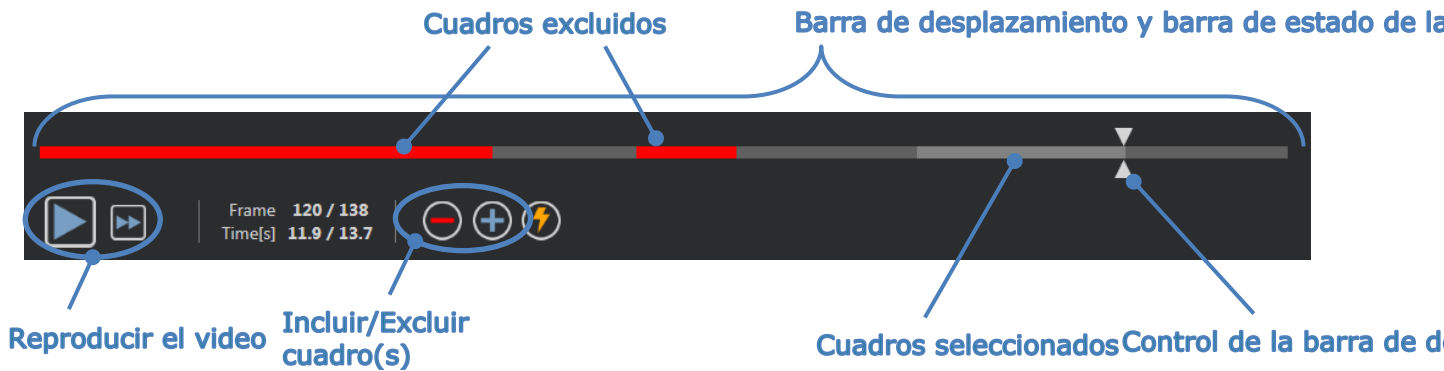 Cuadros excluidos
Barra de desplazamiento y barra de estado de la
Frame 120 / 138
Time[s] 11.9 / 13.7
Reproducir el video
Incluir/Excluir
cuadro(s)
Cuadros seleccionados
Control de la barra de